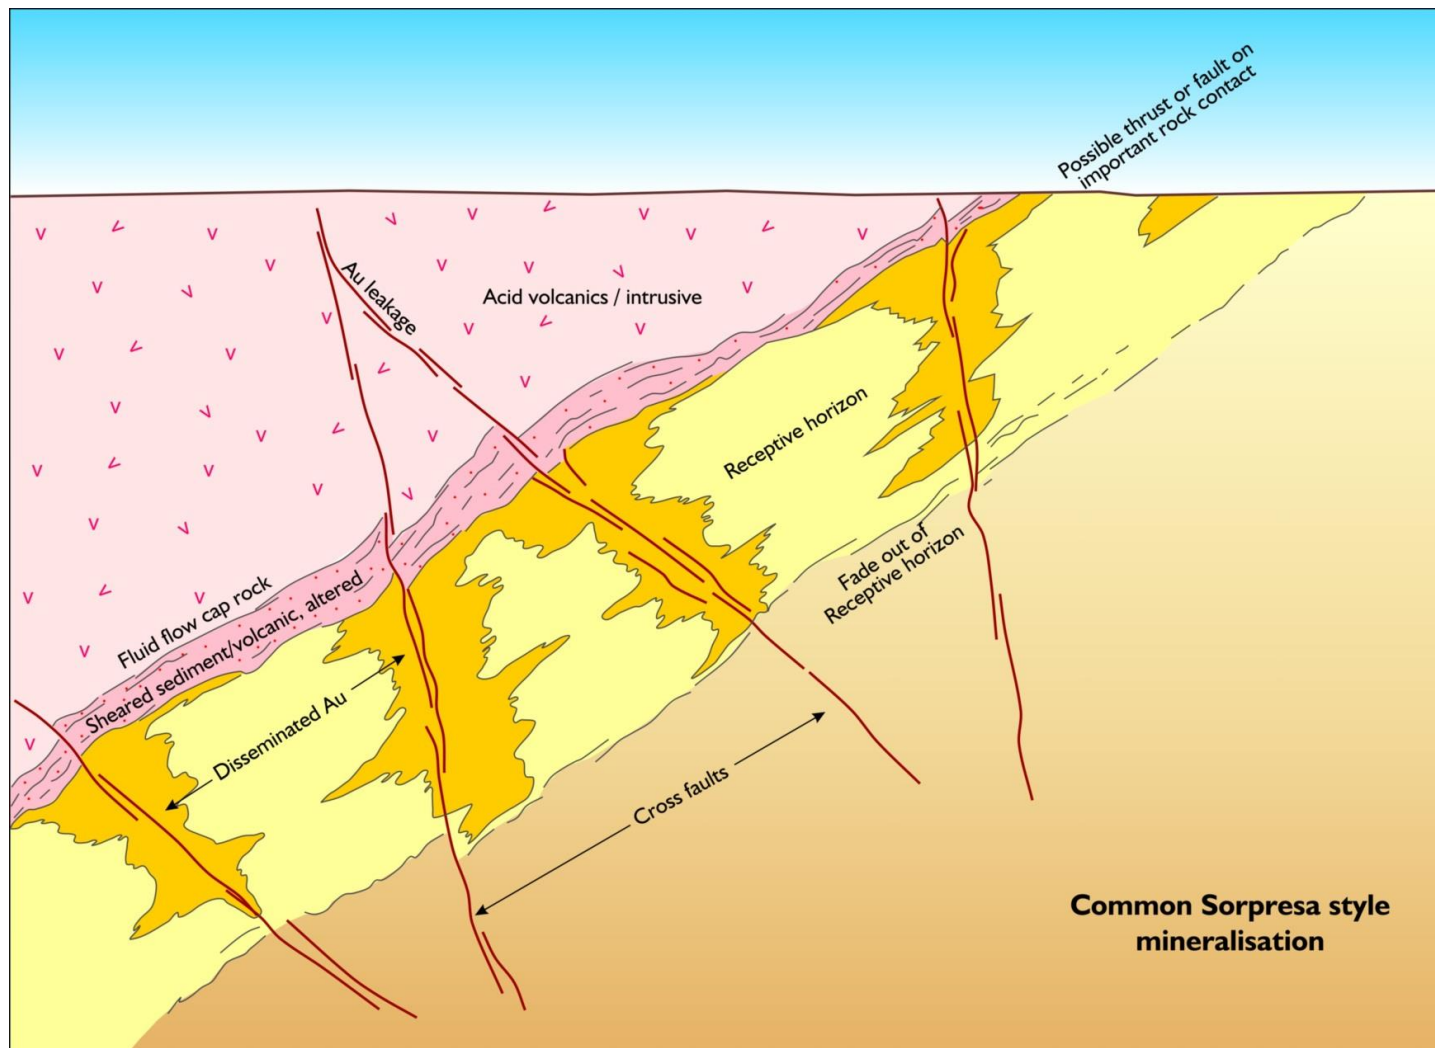 Possible thrust or fault on
important rock contact
Au leakage
Acid volcanics / intrusive
Receptive horizon
Fade out of
Receptive horizon
Fluid flow cap rock
Sheared sediment/volcanic, altered
Disseminated Au
Cross faults
Common Sorpresa style
mineralisation